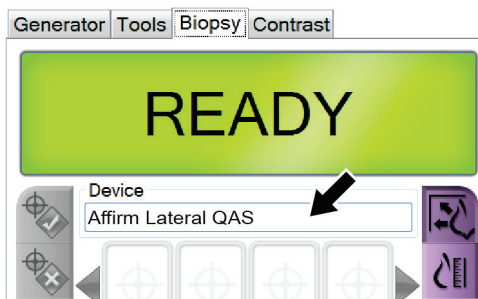 Generator Tools Biopsy Contrast
READY
Device
Affirm Lateral QAS